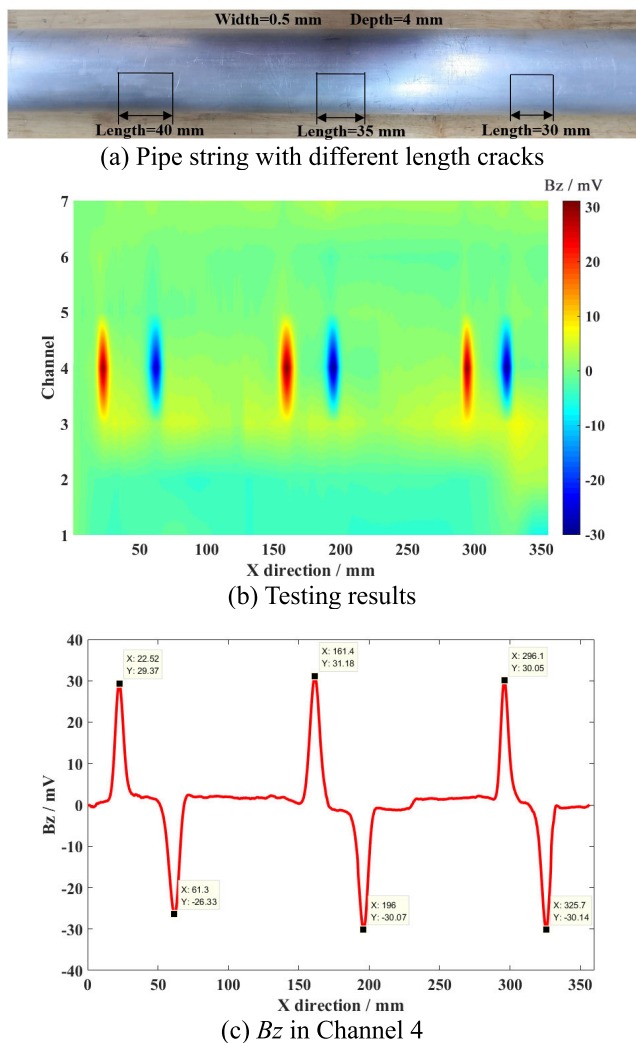 Width=0.5 mm Depth=4 mm
Length=40 mm Length=35 mm Length=30 mm
(a) Pipe string with different length cracks
Bz / mV
7
6
5
4
3
2
1
Channel
50 100 150 200 250 300 350
X direction / mm
30
20
10
0
-10
-20
-30
(b) Testing results
40
30
20
10
0
-10
-20
-30
-40
Bz / mV
X: 22.52
Y: 29.37
X: 161.4
Y: 31.18
X: 296.1
Y: 30.05
X: 61.3
Y: -26.33
X: 196
Y: -30.07
X: 325.7
Y: -30.14
0 50 100 150 200 250 300 350
X direction / mm
(c) Bz in Channel 4